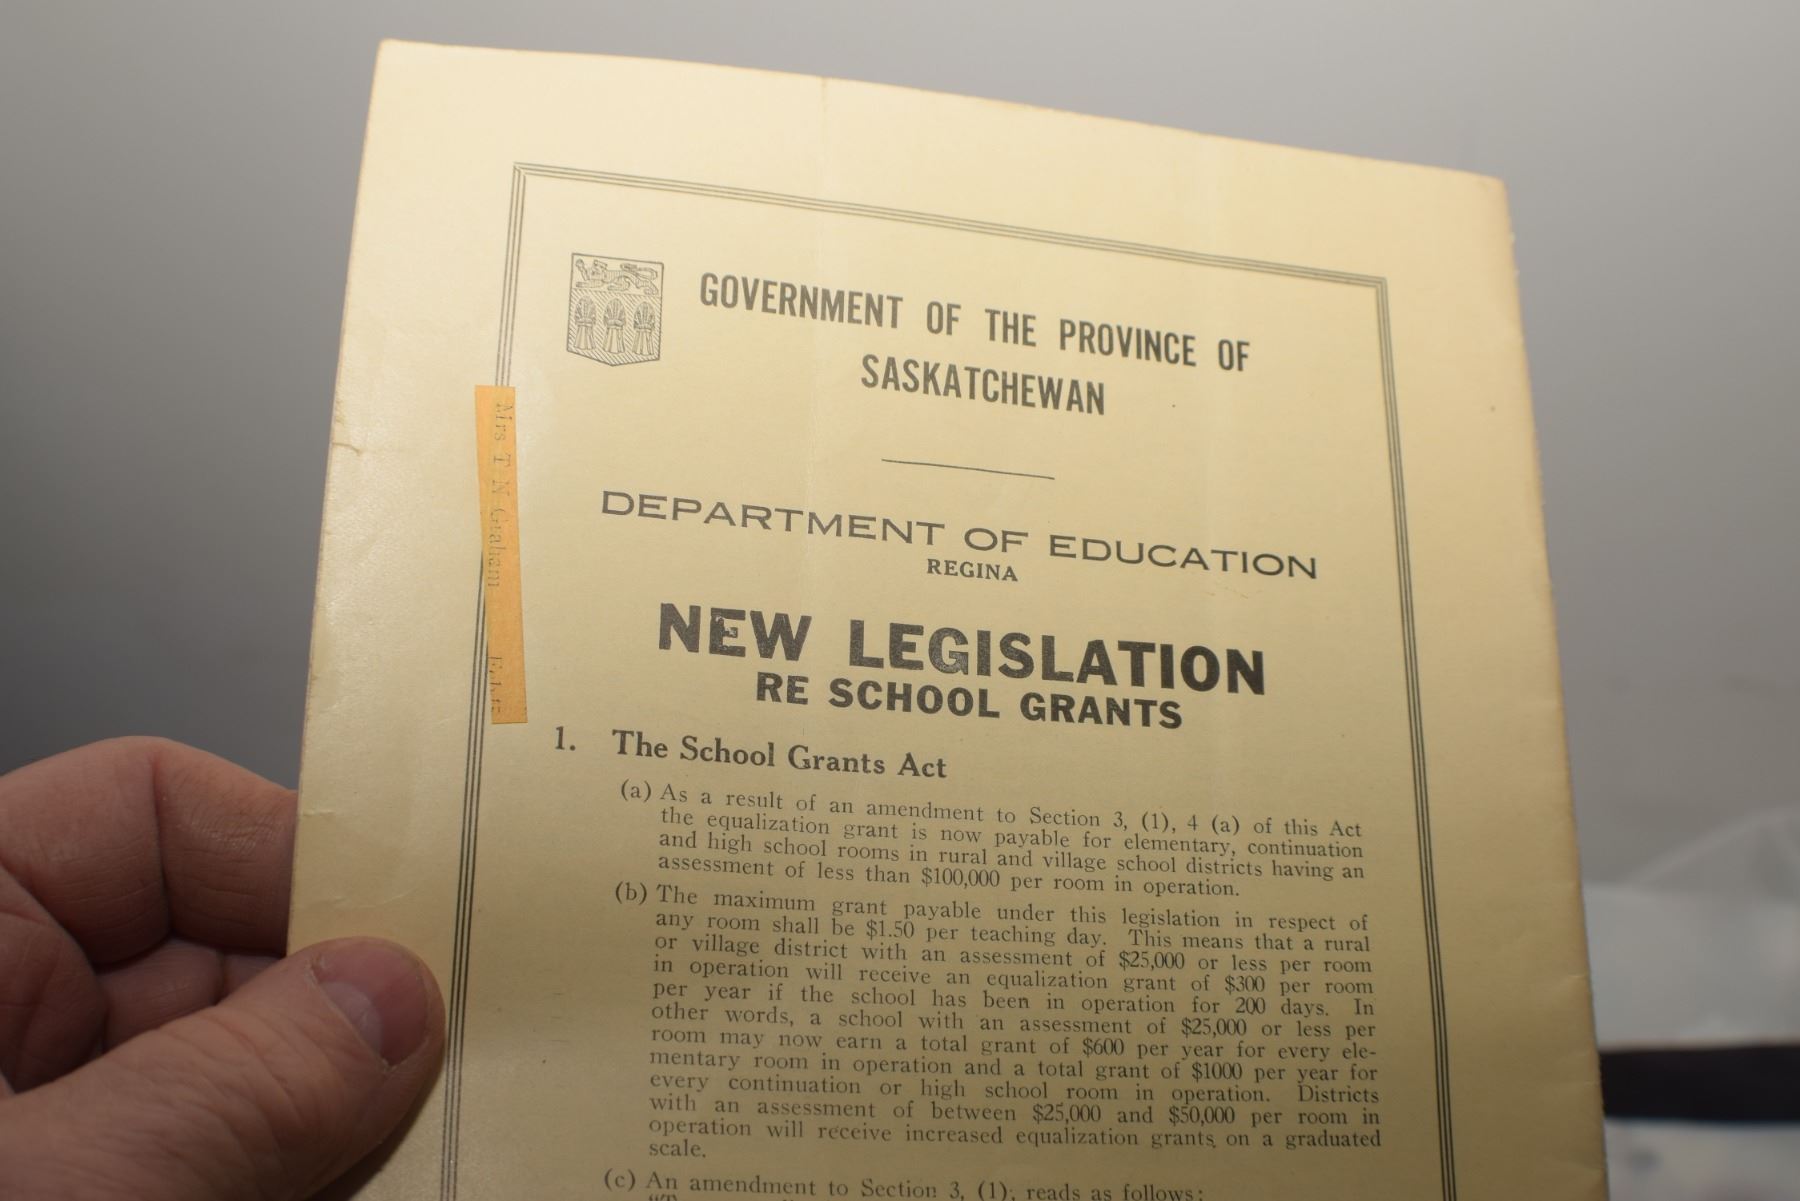 GOVERNMENT OF THE PROVINCE OF
SASKATCHEWAN
DEPARTMENT OF EDUCATION
REGINA
NEW LEGISLATION
RE SCHOOL GRANTS
Mrs T N Graham
1. The School Grants Act
(a) As a result of an amendment to Section 3, (1), 4 (a) of this Act
the equalization grant is now payable for elementary, continuation
and high school rooms in rural and village school districts having an
assessment of less than $100,000 per room in operation.
(b) The maximum grant payable under this legislation in respect of
any room shall be $1.50 per teaching day. This means that a rural
or village district with an assessment of $25,000 or less per room
in operation will receive an equalization grant of $300 per room
per year if the school has been in operation for 200 days. In
other words, a school with an assessment of $25,000 or less per
room may now earn a total grant of $600 per year for every ele-
mentary room in operation and a total grant of $1000 per year for
every continuation or high school room in operation. Districts
with an assessment of between $25,000 and $50,000 per room in
operation will receive increased equalization grants on a graduated
scale.
(c) An amendment to Section 3, (1), reads as follows: